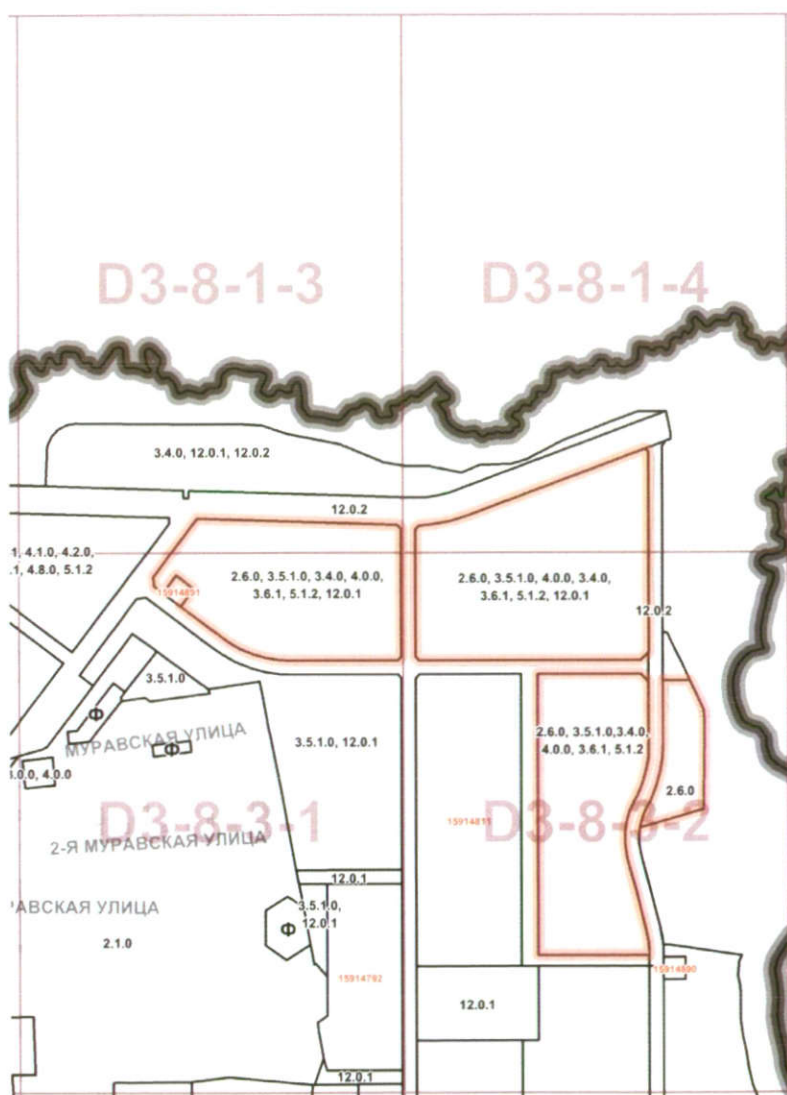 D3-8-1-3
D3-8-1-4
3.4.0, 12.0.1, 12.0.2
12.0.2
4.1.0, 4.2.0,
4.8.0, 5.1.2
2.6.0, 3.5.1.0, 3.4.0, 4.0.0,
3.6.1, 5.1.2, 12.0.1
2.6.0, 3.5.1.0, 4.0.0, 3.4.0,
3.6.1, 5.1.2, 12.0.1
15914891
12.0.2
3.5.1.0
Ф
МУРАВСКАЯ УЛИЦА
Ф
3.5.1.0, 12.0.1
2.6.0, 3.5.1.0,3.4.0,
4.0.0, 3.6.1, 5.1.2
4.0.0
2.6.0
D3-8-3-1
15914811
D3-8-3-2
2-Я МУРАВСКАЯ УЛИЦА
12.0.1
УЛИЦА
3.5.1.0,
12.0.1
Ф
2.1.0
15914792
15914890
12.0.1
12.0.1